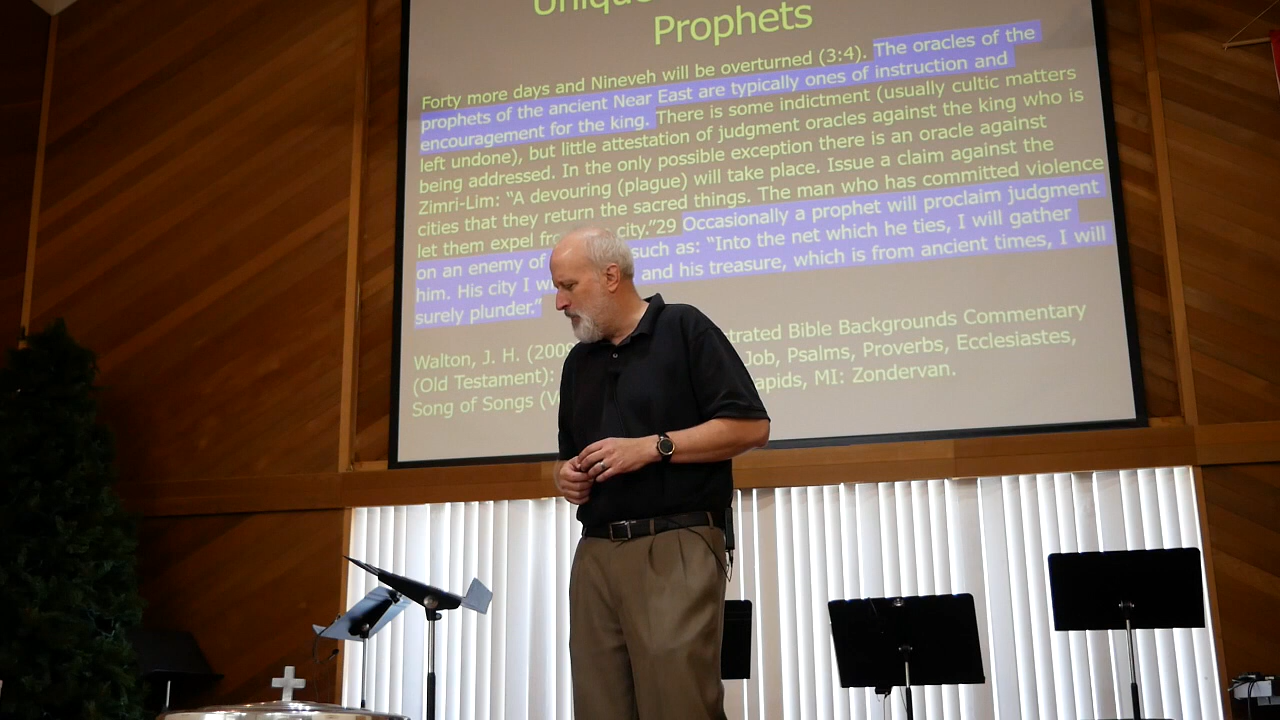 Unique
Prophets
Forty more days and Nineveh will be overturned (3:4). The oracles of the
prophets of the ancient Near East are typically ones of instruction and
encouragement for the king. There is some indictment (usually cultic matters
left undone), but little attestation of judgment oracles against the king who is
being addressed. In the only possible exception there is an oracle against
Zimri-Lim: “A devouring (plague) will take place. Issue a claim against the
cities that they return the sacred things. The man who has committed violence
let them expel city.”29 Occasionally a prophet will proclaim judgment
on an enemy of such as: “Into the net which he ties, I will gather
him. His city I and his treasure, which is from ancient times, I will
surely plunder.”
Walton, J. H. Bible Backgrounds Commentary
(Old Testament): Job, Psalms, Proverbs, Ecclesiastes,
Song of Songs MI: Zondervan.